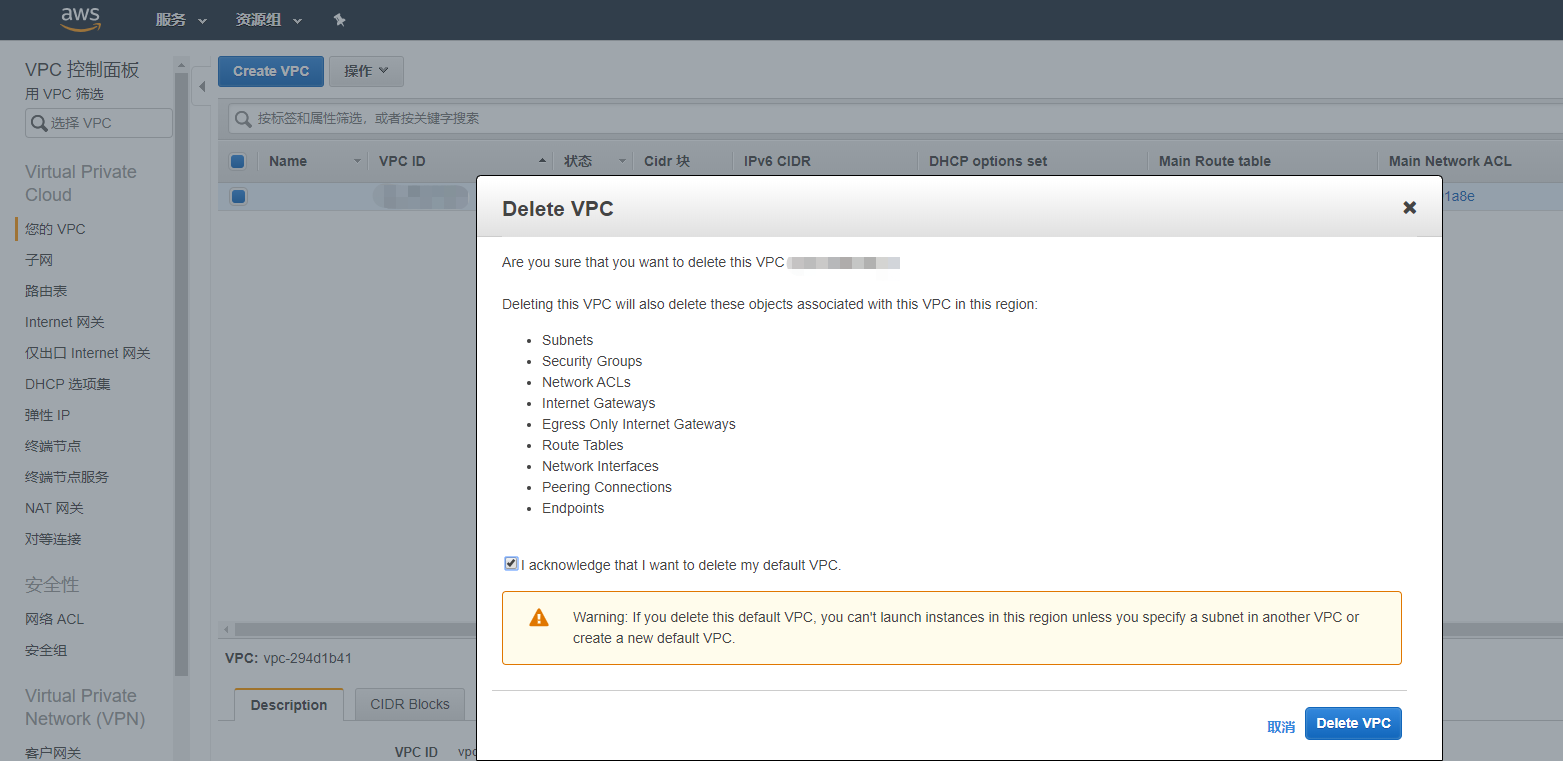 aws
服务
资源组
VPC 控制面板
用 VPC 筛选
选择 VPC
Virtual Private
Cloud
您的 VPC
子网
路由表
Internet 网关
仅出口 Internet 网关
DHCP 选项集
弹性 IP
终端节点
终端节点服务
NAT 网关
对等连接
安全性
网络 ACL
安全组
Virtual Private
Network (VPN)
客户网关
Create VPC
操作
按标签和属性筛选，或者按关键字搜索
Name
VPC ID
状态
Cidr 块
IPv6 CIDR
DHCP options set
Main Route table
Main Network ACL
1a8e
Delete VPC
Are you sure that you want to delete this VPC
Deleting this VPC will also delete these objects associated with this VPC in this region:
Subnets
Security Groups
Network ACLs
Internet Gateways
Egress Only Internet Gateways
Route Tables
Network Interfaces
Peering Connections
Endpoints
I acknowledge that I want to delete my default VPC.
Warning: If you delete this default VPC, you can't launch instances in this region unless you specify a subnet in another VPC or
create a new default VPC.
取消
Delete VPC
VPC: vpc-294d1b41
Description
CIDR Blocks
VPC ID